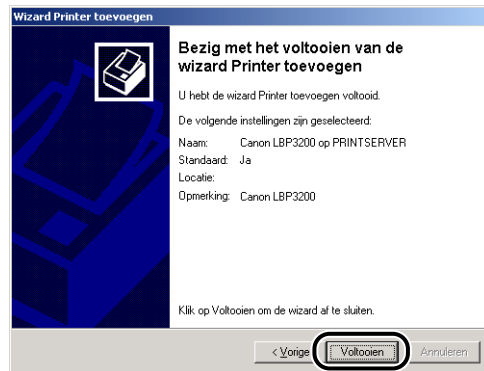 Wizard Printer toevoegen
Bezig met het voltooien van de
wizard Printer toevoegen
U hebt de wizard Printer toevoegen voltooid.
De volgende instellingen zijn geselecteerd:
Naam: Canon LBP3200 op PRINTSERVER
Standaard: Ja
Locatie:
Opmerking: Canon LBP3200
Klik op Voltooien om de wizard af te sluiten.
< Vorige Voltooien Annuleren